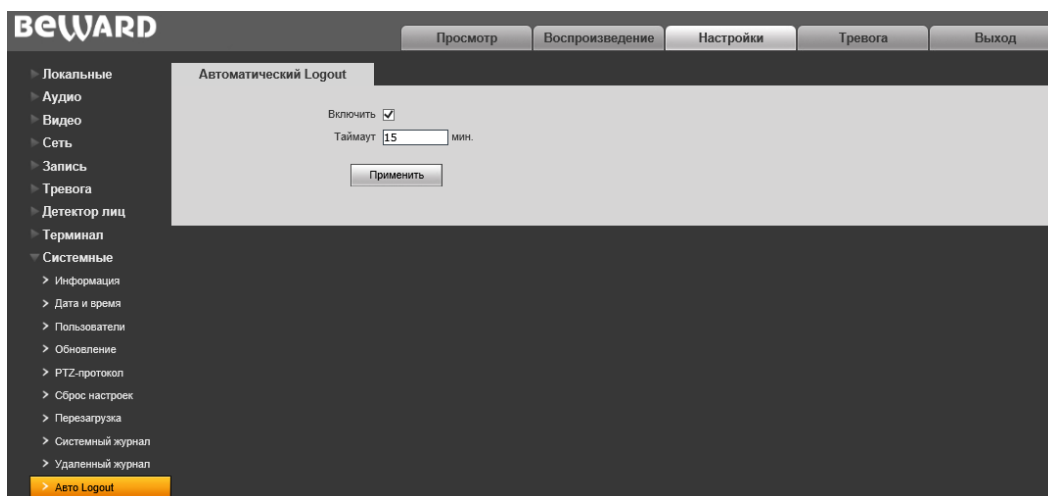 BEWARD
Просмотр
Воспроизведение
Настройки
Тревога
Выход
Локальные
Аудио
Видео
Сеть
Запись
Тревога
Детектор лиц
Терминал
Системные
Информация
Дата и время
Пользователи
Обновление
PTZ-протокол
Сброс настроек
Перезагрузка
Системный журнал
Удаленный журнал
Авто Logout
Автоматический Logout
Включить
Таймаут 15 мин.
Применить